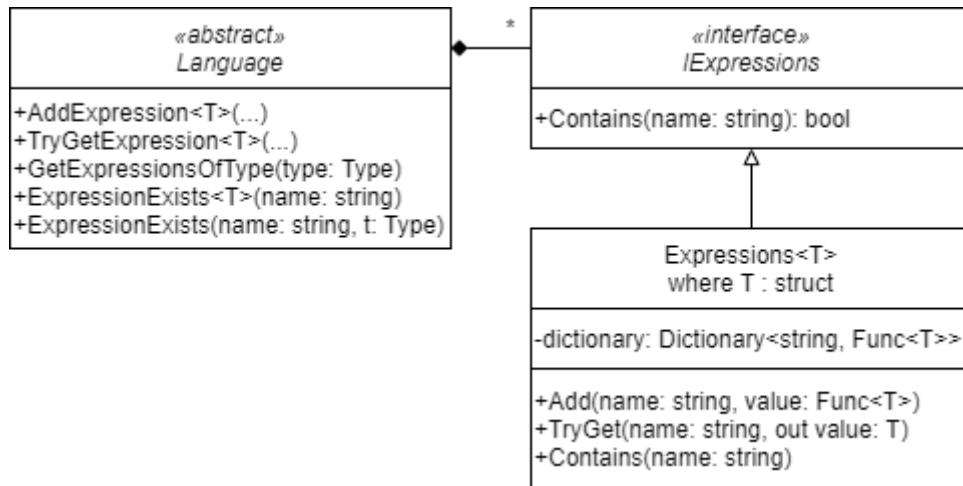 «abstract»
Language
+AddExpression<T>(...)
+TryGetExpression<T>(...)
+GetExpressionsOfType(type: Type)
+ExpressionExists<T>(name: string)
+ExpressionExists(name: string, t: Type)
*
«interface»
IExpressions
+Contains(name: string): bool
Expressions<T>
where T : struct
-dictionary: Dictionary<string, Func<T>>
+Add(name: string, value: Func<T>)
+TryGet(name: string, out value: T)
+Contains(name: string)